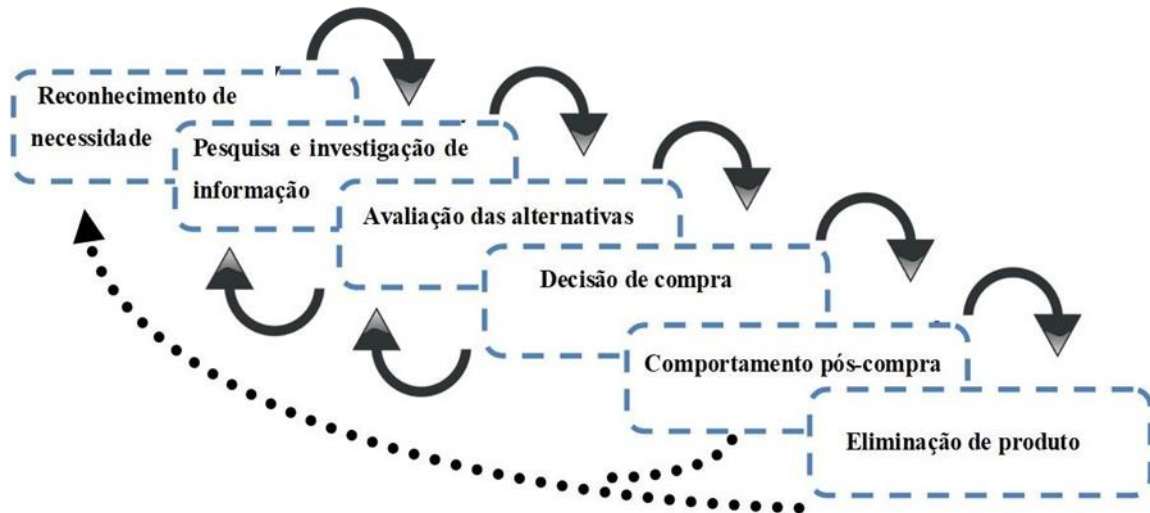 Reconhecimento de
necessidade
Pesquisa e investigação de
informação
Avaliação das alternativas
Decisão de compra
Comportamento pós-compra
Eliminação de produto